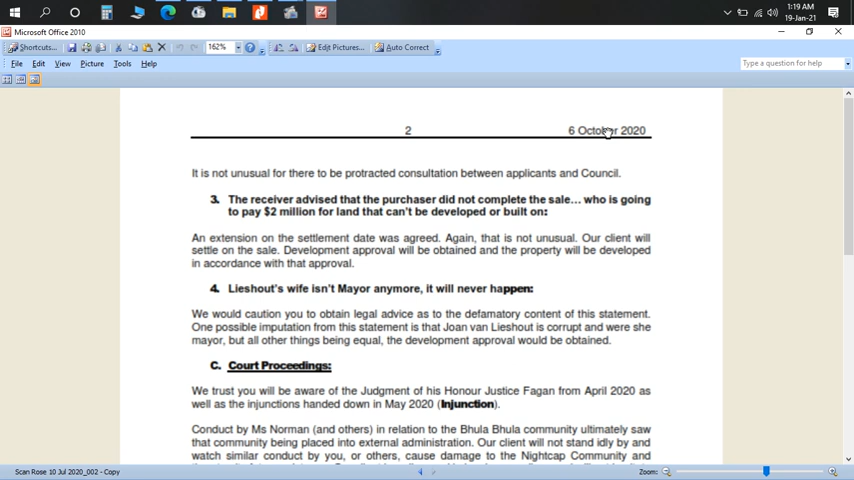 1:19 AM
19-Jan-21
Microsoft Office 2010
Shortcuts...
162%
Edit Pictures...
Auto Correct
File Edit View Picture Tools Help
Type a question for help
2 6 October 2020
It is not unusual for there to be protracted consultation between applicants and Council.
3. The receiver advised that the purchaser did not complete the sale... who is going
to pay $2 million for land that can't be developed or built on:
An extension on the settlement date was agreed. Again, that is not unusual. Our client will
settle on the sale. Development approval will be obtained and the property will be developed
in accordance with that approval.
4. Lieshout's wife isn't Mayor anymore, it will never happen:
We would caution you to obtain legal advice as to the defamatory content of this statement.
One possible imputation from this statement is that Joan van Lieshout is corrupt and were she
mayor, but all other things being equal, the development approval would be obtained.
C. Court Proceedings:
We trust you will be aware of the Judgment of his Honour Justice Fagan from April 2020 as
well as the injunctions handed down in May 2020 (Injunction).
Conduct by Ms Norman (and others) in relation to the Bhula Bhula community ultimately saw
that community being placed into external administration. Our client will not stand idly by and
watch similar conduct by you, or others, cause damage to the Nightcap Community and
Scan Rose 10 Jul 2020_002 - Copy
Zoom: